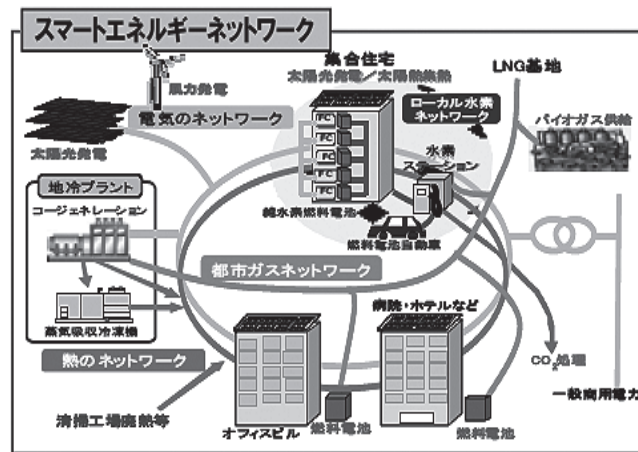 スマートエネルギーネットワーク
集合住宅
太陽光発電／太陽熱集熱
LNG基地
風力発電
電気のネットワーク
ローカル水素
ネットワーク
バイオガス供給
太陽光発電
FC
FC
FC
FC
FC
水素
ステーション
地冷プラント
コージェネレーション
純水素燃料電池
燃料電池自動車
都市ガスネットワーク
蒸気吸収冷凍機
病院・ホテルなど
熱のネットワーク
CO₂処理
一般商用電力
清掃工場廃熱等
オフィスビル
燃料電池
燃料電池